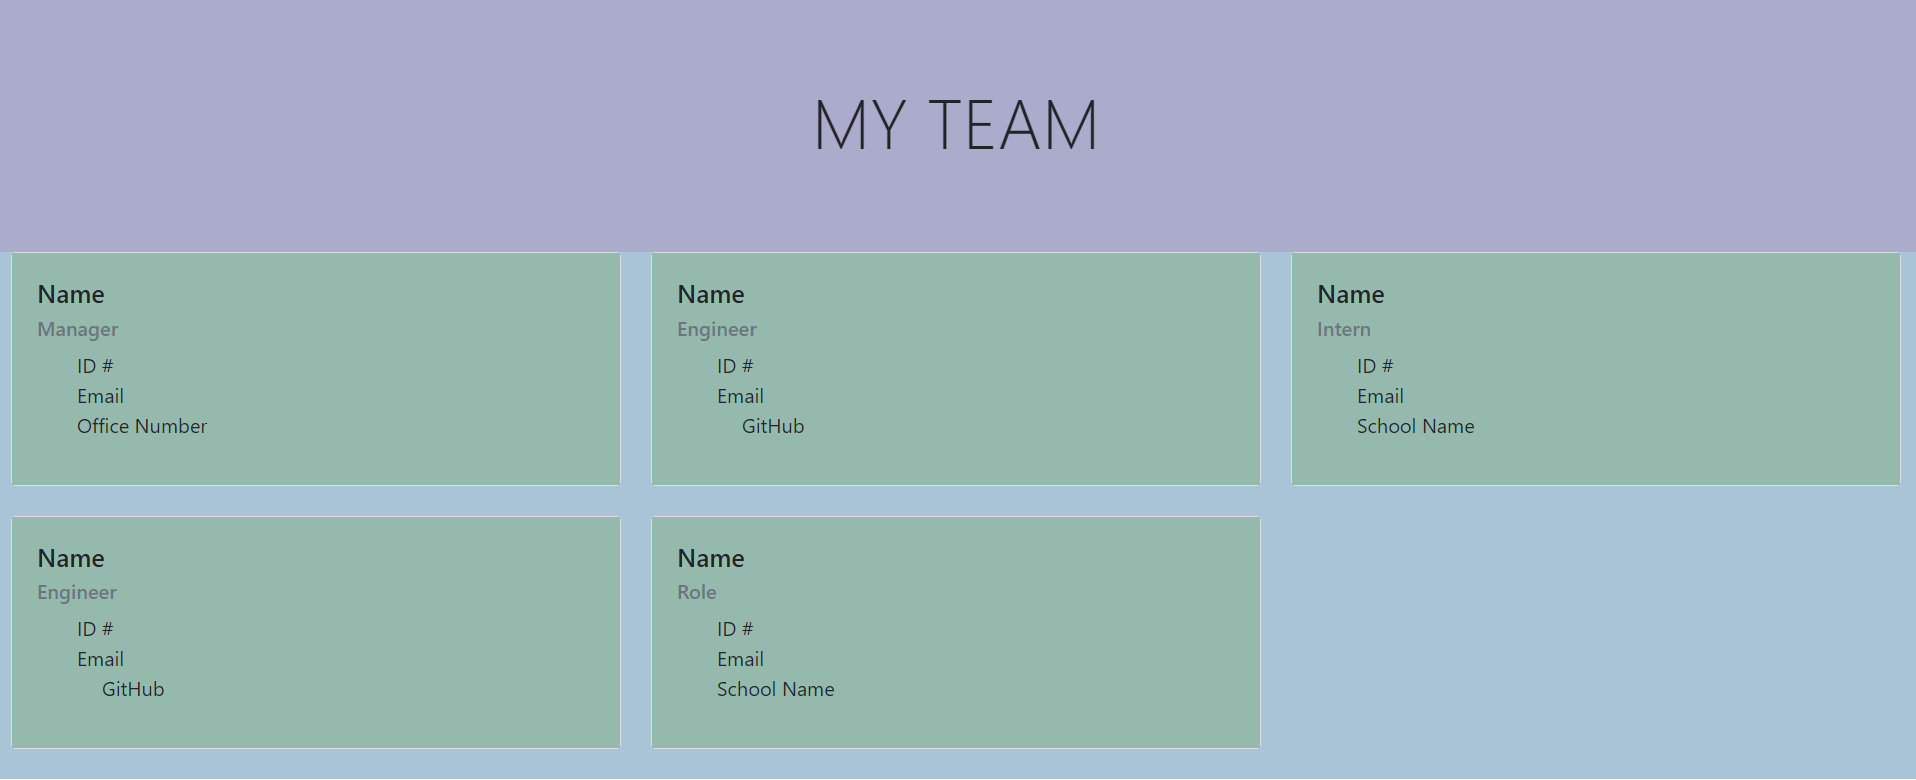 MY TEAM
Name
Manager
ID #
Email
Office Number
Name
Engineer
ID #
Email
GitHub
Name
Intern
ID #
Email
School Name
Name
Engineer
ID #
Email
GitHub
Name
Role
ID #
Email
School Name